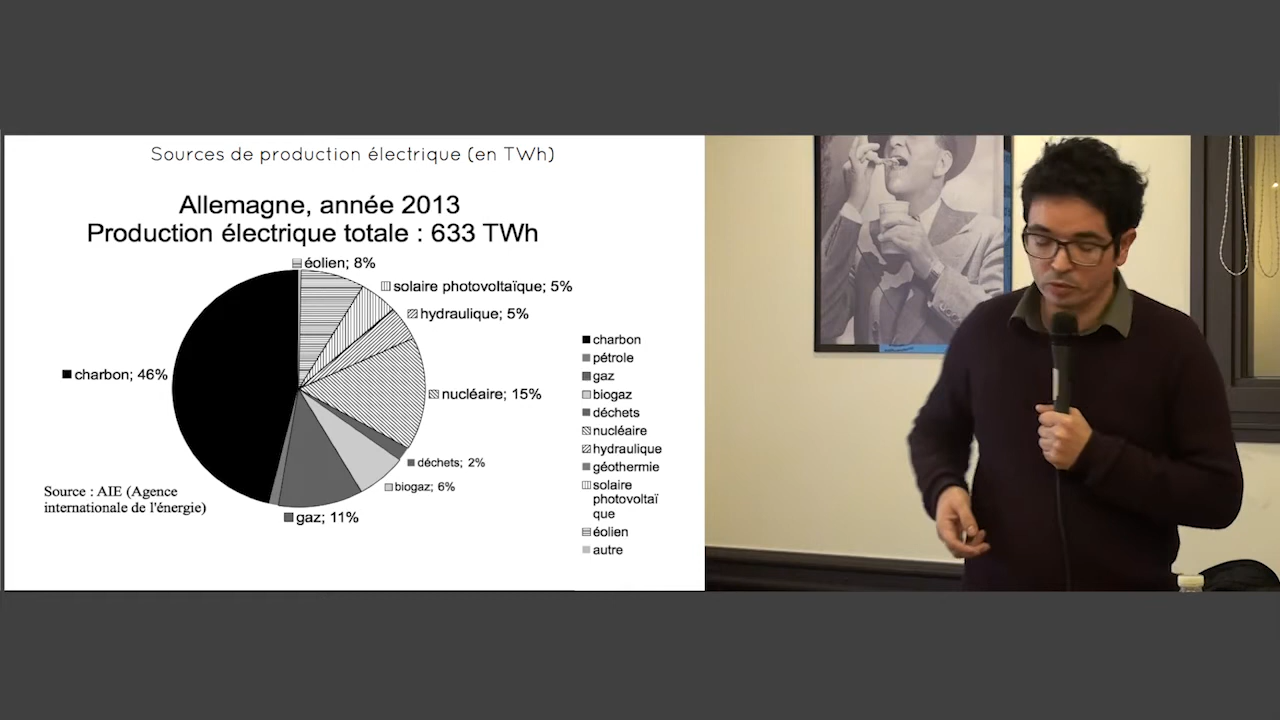 Sources de production électrique (en TWh)
Allemagne, année 2013
Production électrique totale : 633 TWh
éolien; 8%
solaire photovoltaïque; 5%
hydraulique; 5%
charbon; 46%
nucléaire; 15%
déchets; 2%
biogaz; 6%
gaz; 11%
Source : AIE (Agence
internationale de l'énergie)
charbon
pétrole
gaz
biogaz
déchets
nucléaire
hydraulique
géothermie
solaire
photovoltaï
que
éolien
autre